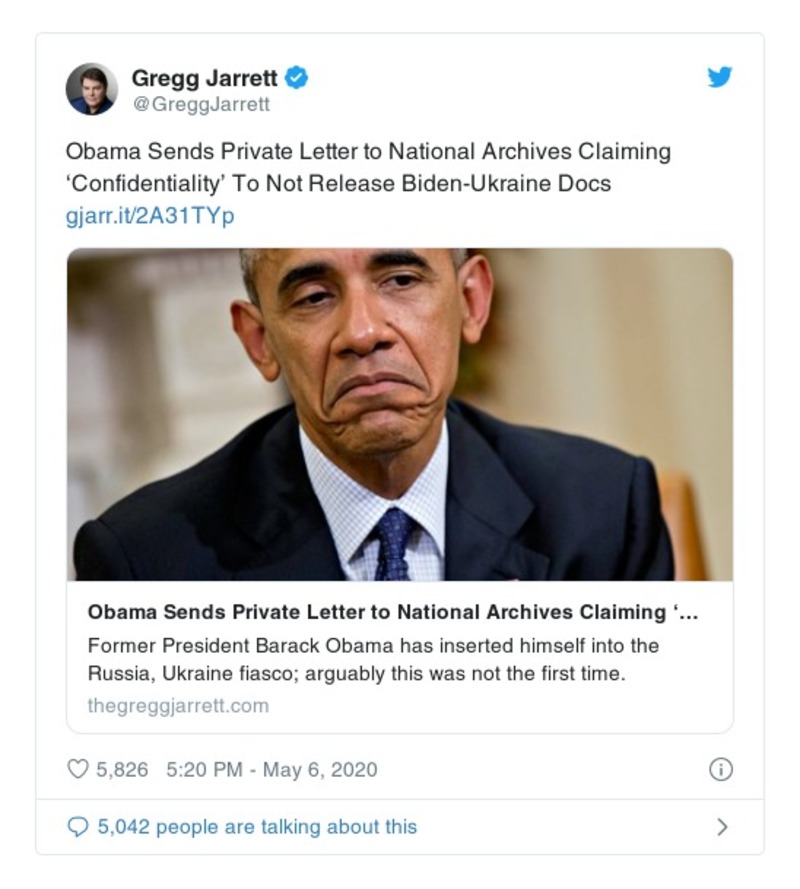 Gregg Jarrett
@GreggJarrett
Obama Sends Private Letter to National Archives Claiming
‘Confidentiality’ To Not Release Biden-Ukraine Docs
gjarr.it/2A31TYp
Obama Sends Private Letter to National Archives Claiming ‘...
Former President Barack Obama has inserted himself into the
Russia, Ukraine fiasco; arguably this was not the first time.
thegreggjarrett.com
5,826 5:20 PM - May 6, 2020
5,042 people are talking about this